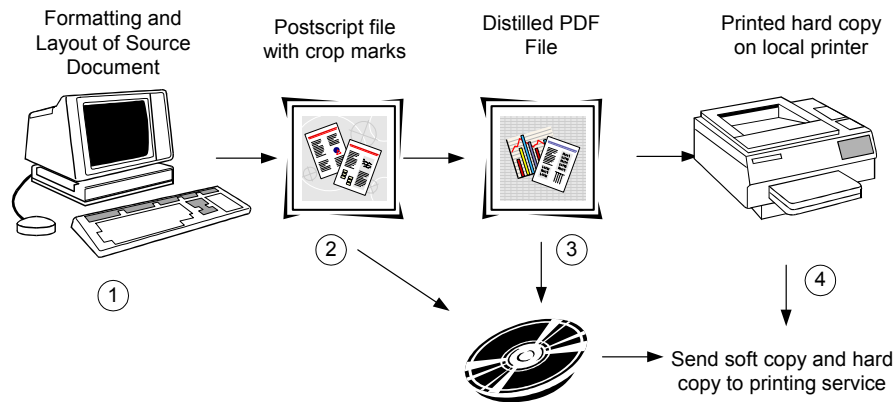 Formatting and
Layout of Source
Document
Postscript file
with crop marks
Distilled PDF
File
Printed hard copy
on local printer
1
2
3
4
Send soft copy and hard
copy to printing service